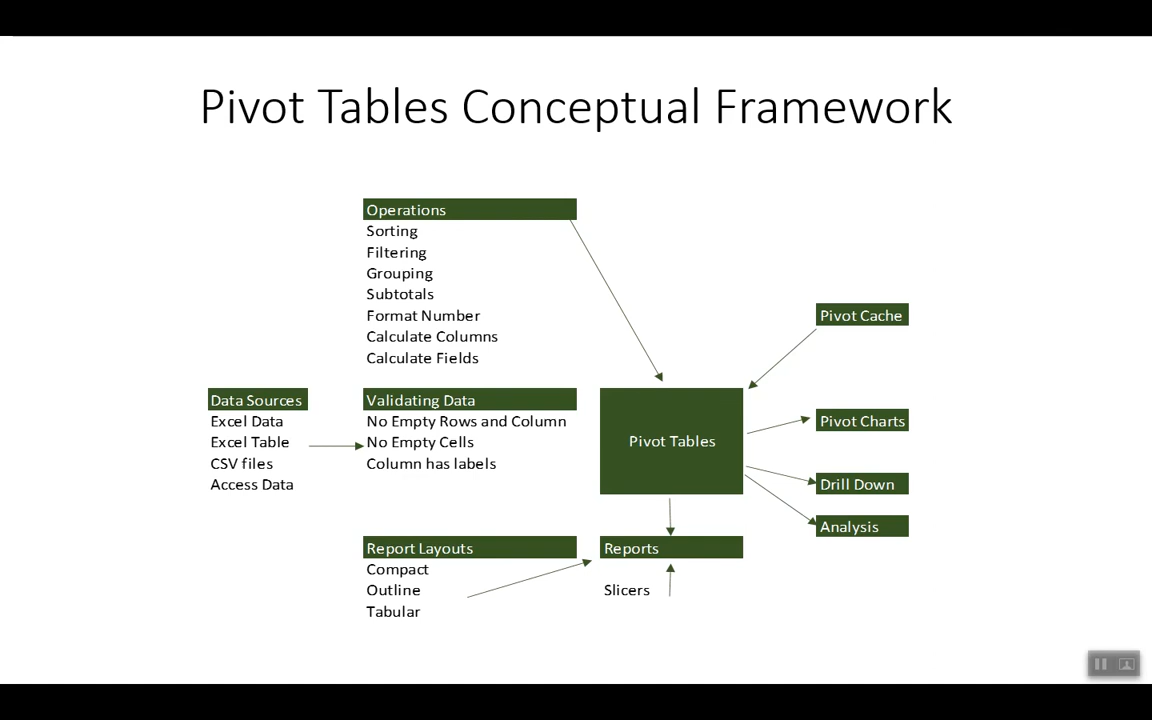 Pivot Tables Conceptual Framework
Operations
Sorting
Filtering
Grouping
Subtotals
Format Number
Calculate Columns
Calculate Fields
Data Sources
Excel Data
Excel Table
CSV files
Access Data
Validating Data
No Empty Rows and Column
No Empty Cells
Column has labels
Pivot Tables
Pivot Cache
Pivot Charts
Drill Down
Analysis
Report Layouts
Compact
Outline
Tabular
Reports
Slicers